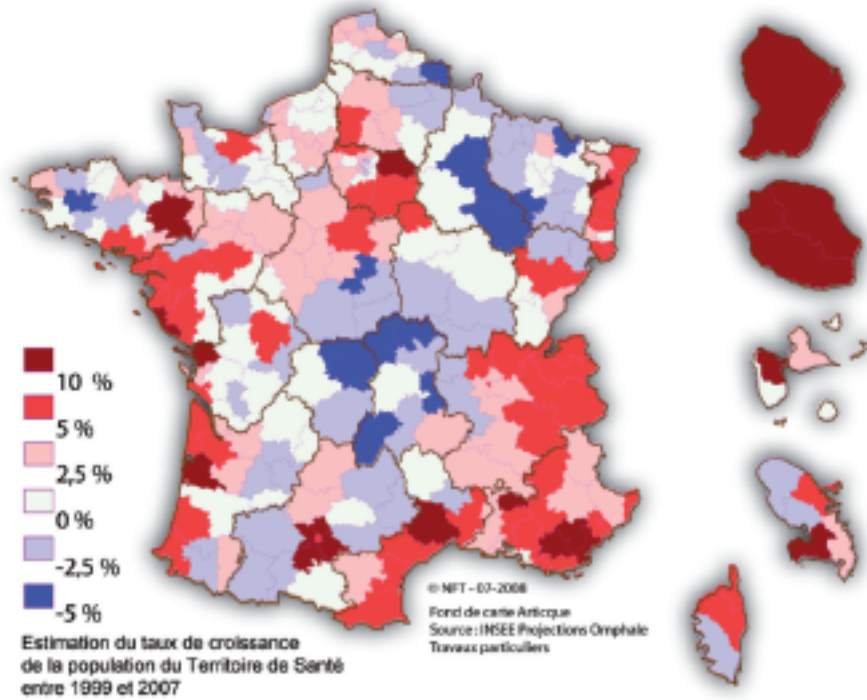 10 %
5 %
2,5 %
0 %
-2,5 %
-5 %
© NFT - 07-2008
Fond de carte Articque
Source : INSEE Projections Omphale
Travaux particuliers
Estimation du taux de croissance
de la population du Territoire de Santé
entre 1999 et 2007